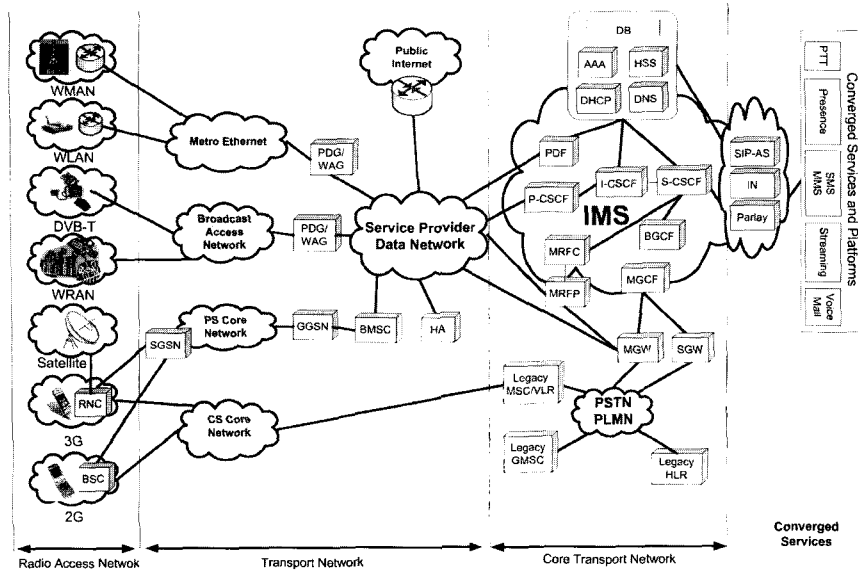 WMAN
WLAN
DVB-T
WRAN
Satellite
RNC
3G
BSC
2G
Metro Ethernet
Broadcast
Access
Network
SGSN
PS Core
Network
CS Core
Network
PDG/
WAG
PDG/
WAG
GGSN
BMSC
HA
Public
Internet
Service Provider
Data Network
DB
AAA
HSS
DHCP
DNS
PDF
P-CSCF
I-CSCF
S-CSCF
IMS
BGCF
MRFC
MRFP
MGCF
MGW
SGW
Legacy
MSC/VLR
PSTN
PLMN
Legacy
GMSC
Legacy
HLR
SIP-AS
IN
Parlay
PTT
Presence
SMS
MMS
Streaming
Voice
Mail
Converged Services and Platforms
Converged
Services
Radio Access Netwok
Transport Network
Core Transport Network